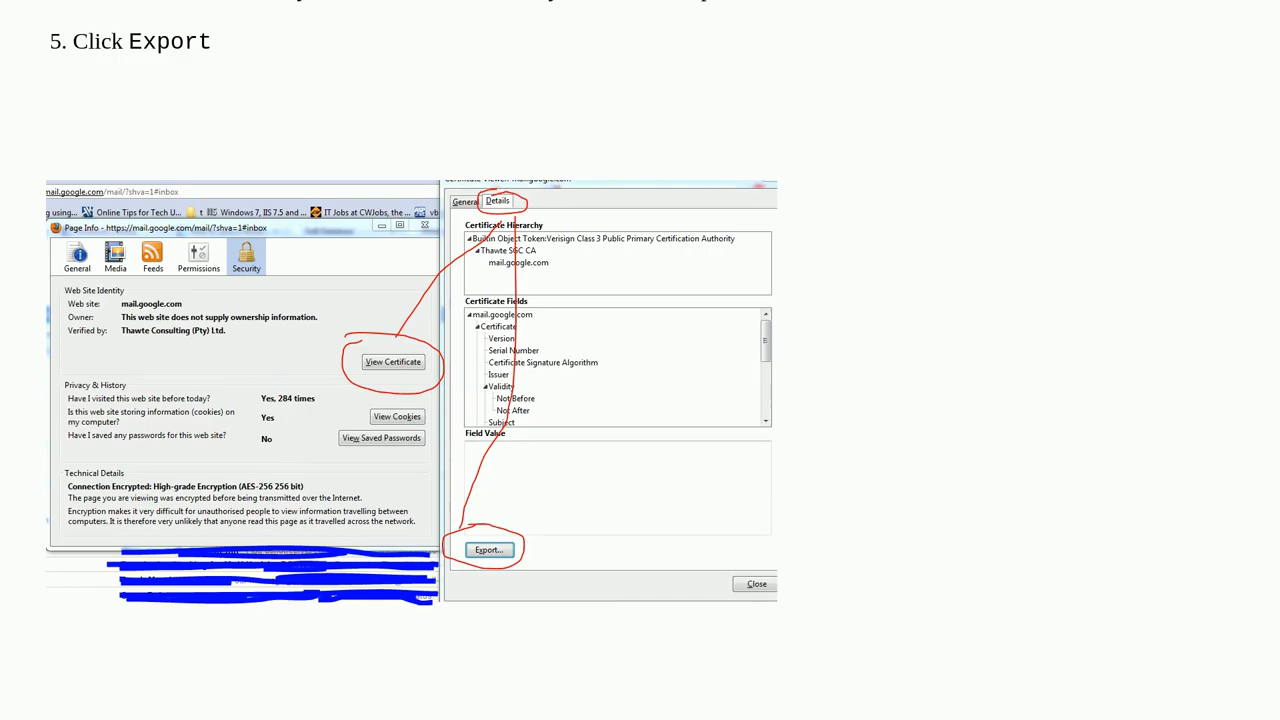 5. Click Export
mail.google.com/mail/?shva=1#inbox
g using... Online Tips for Tech U... t IIS Windows 7, IIS 7.5 and ... IT Jobs at CWJobs, the ... vb
Page Info - https://mail.google.com/mail/?shva=1#inbox
General Media Feeds Permissions Security
Web Site Identity
Web site: mail.google.com
Owner: This web site does not supply ownership information.
Verified by: Thawte Consulting (Pty) Ltd.
View Certificate
Privacy & History
Have I visited this web site before today? Yes, 284 times
Is this web site storing information (cookies) on my computer? Yes View Cookies
Have I saved any passwords for this web site? No View Saved Passwords
Technical Details
Connection Encrypted: High-grade Encryption (AES-256 256 bit)
The page you are viewing was encrypted before being transmitted over the Internet.
Encryption makes it very difficult for unauthorised people to view information travelling between
computers. It is therefore very unlikely that anyone read this page as it travelled across the network.
General Details
Certificate Hierarchy
Builtin Object Token:Verisign Class 3 Public Primary Certification Authority
Thawte SGC CA
mail.google.com
Certificate Fields
mail.google.com
Certificate
Version
Serial Number
Certificate Signature Algorithm
Issuer
Validity
Not Before
Not After
Subject
Field Value
Export...
Close